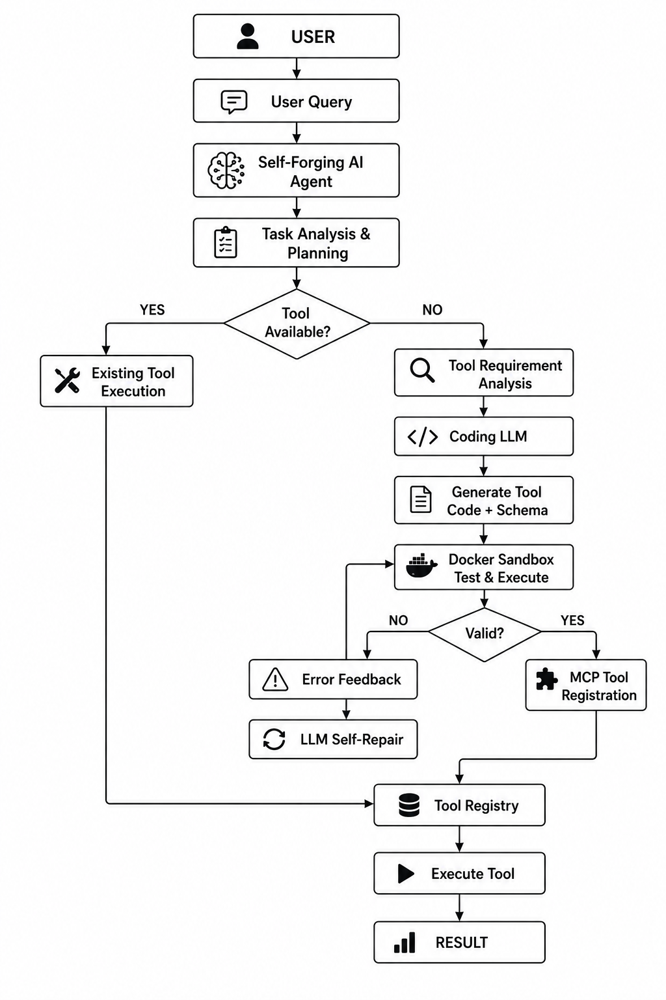 USER
User Query
Self-Forging AI
Agent
Task Analysis &
Planning
Tool
Available?
YES
NO
Existing Tool
Execution
Tool Requirement
Analysis
</> Coding LLM
Generate Tool
Code + Schema
Docker Sandbox
Test & Execute
Valid?
NO
YES
Error Feedback
MCP Tool
Registration
LLM Self-Repair
Tool Registry
Execute Tool
RESULT